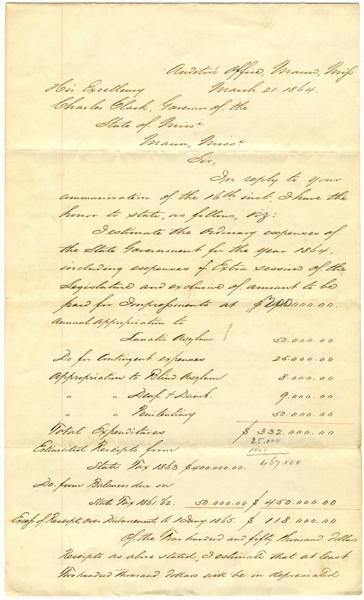 Auditor's Office, Macon, Miss
March 21. 1864.
His Excellency
Charles Clark, Governor of the
State of Miss.
Macon, Miss.
Sir,
In reply to your
communication of the 16th inst. I have the
honor to state, as follows, viz:
I estimate the Ordinary expenses of
the State Government for the year 1864,
including expenses of Extra session of the
Legislature and exclusive of amount to be
paid for Impressments at $ 240.000.00
Annual appropriation to
Lunatic Asylum 50.000.00
Do. for Contingent expenses 25.000.00
Appropriation to Blind Asylum 8.000.00
" " Deaf & Dumb 9.000.00
" " Penitentiary 50.000.00
Total Expenditures $ 332.000.00
25.000
Estimated Receipts from
467.000
State Tax 1863 $400.000.00
Do. from Balances due on
State Tax 1861.62. 50.000.00 $ 450.000.00
Excess of Receipts over Disbursements to 1 Jany 1865. $ 118.000.00
Of the Four hundred and fifty thousand dollars
Receipts as above stated, I estimate that at least
Two hundred thousand dollars will be in depreciated